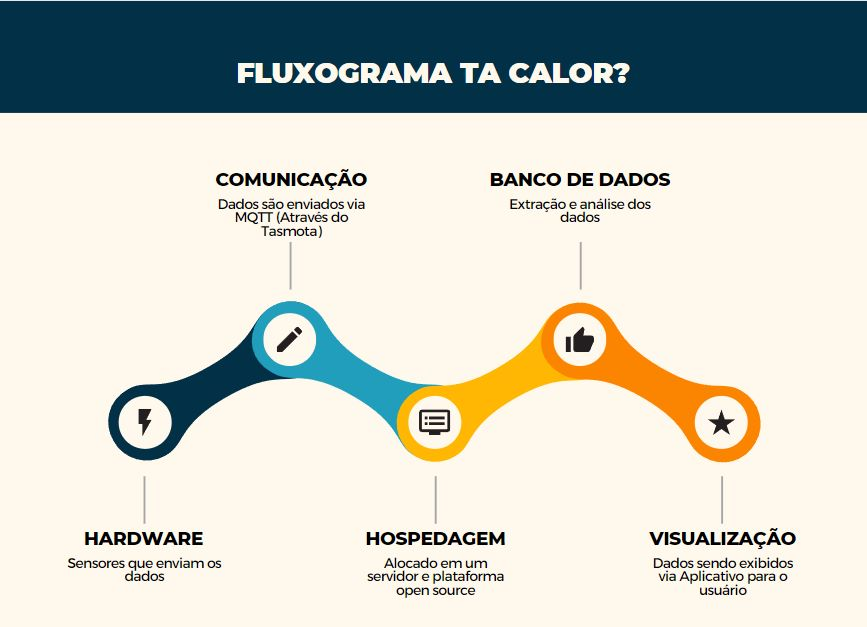 FLUXOGRAMA TA CALOR?
COMUNICAÇÃO
Dados são enviados via
MQTT (Através do
Tasmota)
BANCO DE DADOS
Extração e análise dos
dados
HARDWARE
Sensores que enviam os
dados
HOSPEDAGEM
Alocado em um
servidor e plataforma
open source
VISUALIZAÇÃO
Dados sendo exibidos
via Aplicativo para o
usuário